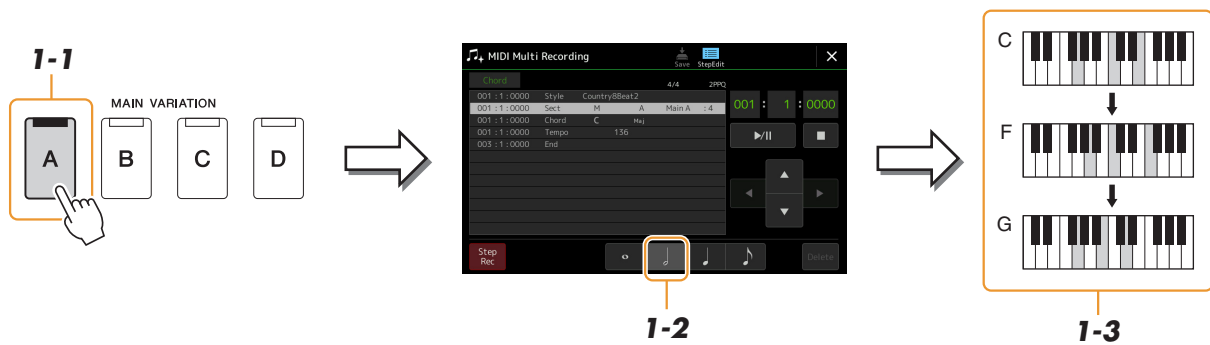 1-1
MAIN VARIATION
A
B
C
D
MIDI Multi Recording
Save
StepEdit
Chord
4/4 2PPQ
001 : 1 : 0000 Style Country8Beat2
001 : 1 : 0000 Sect M A Main A : 4
001 : 1 : 0000 Chord C Maj
001 : 1 : 0000 Tempo 136
003 : 1 : 0000 End
001 : 1 : 0000
Step
Rec
Delete
1-2
C
F
G
1-3